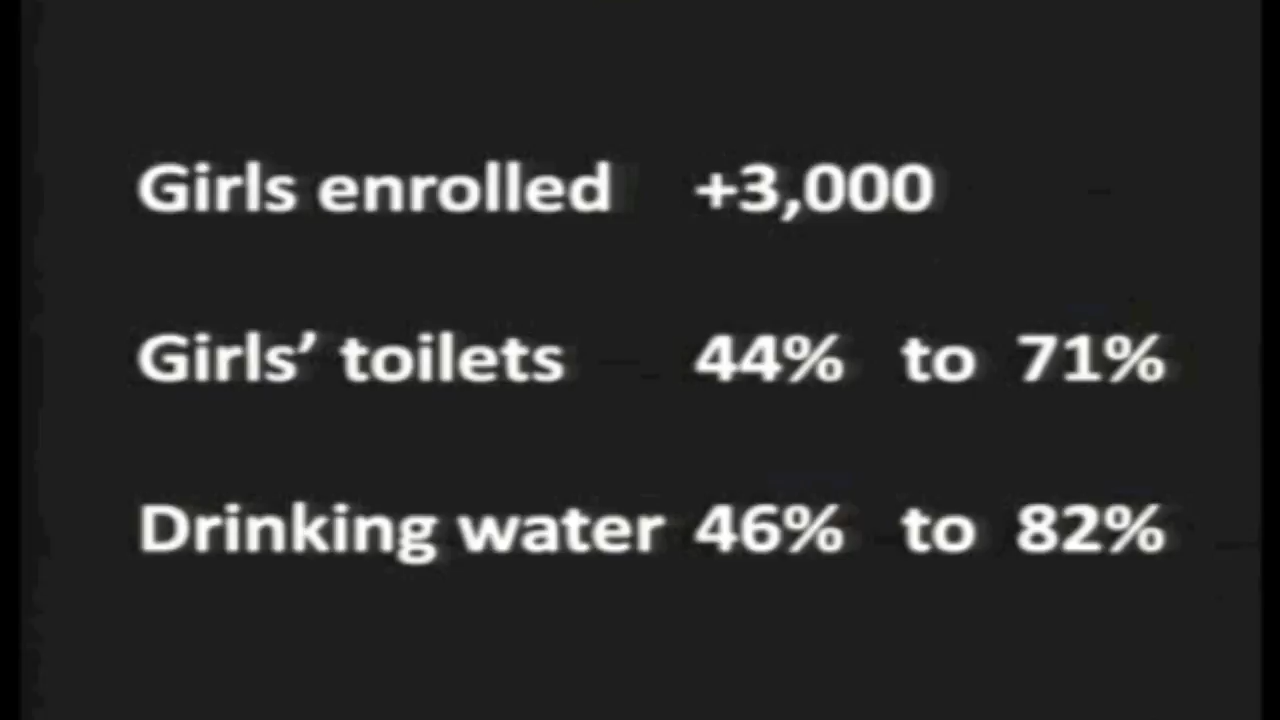 Girls enrolled +3,000
Girls’ toilets 44% to 71%
Drinking water 46% to 82%